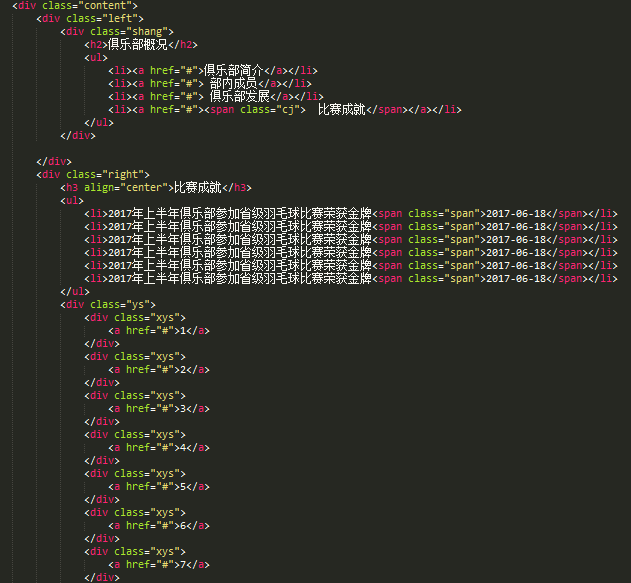 <div class="content">
<div class="left">
<div class="shang">
<h2>俱乐部概况</h2>
<ul>
<li><a href="#">俱乐部简介</a></li>
<li><a href="#"> 部内成员</a></li>
<li><a href="#"> 俱乐部发展</a></li>
<li><a href="#"><span class="cj">  比赛成就</span></a></li>
</ul>
</div>
</div>
<div class="right">
<h3 align="center">比赛成就</h3>
<ul>
<li>2017年上半年俱乐部参加省级羽毛球比赛荣获金牌<span class="span">2017-06-18</span></li>
<li>2017年上半年俱乐部参加省级羽毛球比赛荣获金牌<span class="span">2017-06-18</span></li>
<li>2017年上半年俱乐部参加省级羽毛球比赛荣获金牌<span class="span">2017-06-18</span></li>
<li>2017年上半年俱乐部参加省级羽毛球比赛荣获金牌<span class="span">2017-06-18</span></li>
<li>2017年上半年俱乐部参加省级羽毛球比赛荣获金牌<span class="span">2017-06-18</span></li>
<li>2017年上半年俱乐部参加省级羽毛球比赛荣获金牌<span class="span">2017-06-18</span></li>
</ul>
<div class="ys">
<div class="xys">
<a href="#">1</a>
</div>
<div class="xys">
<a href="#">2</a>
</div>
<div class="xys">
<a href="#">3</a>
</div>
<div class="xys">
<a href="#">4</a>
</div>
<div class="xys">
<a href="#">5</a>
</div>
<div class="xys">
<a href="#">6</a>
</div>
<div class="xys">
<a href="#">7</a>
</div>